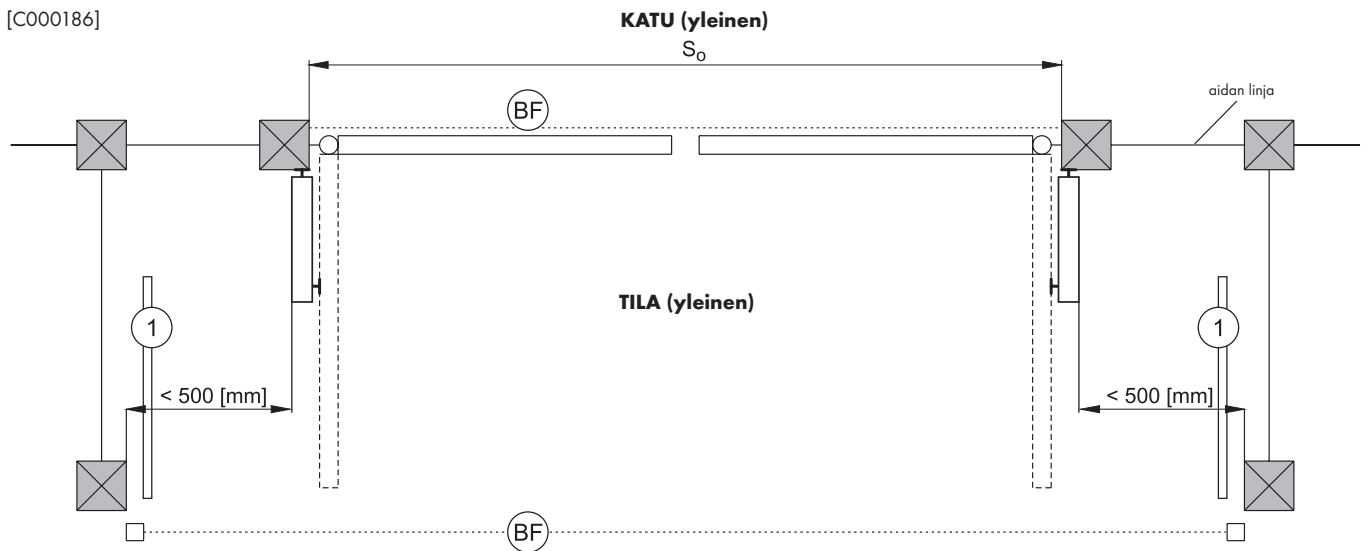 [C000186]
KATU (yleinen)
Sₒ
BF
aidan linja
1
TILA (yleinen)
1
< 500 [mm]
< 500 [mm]
BF